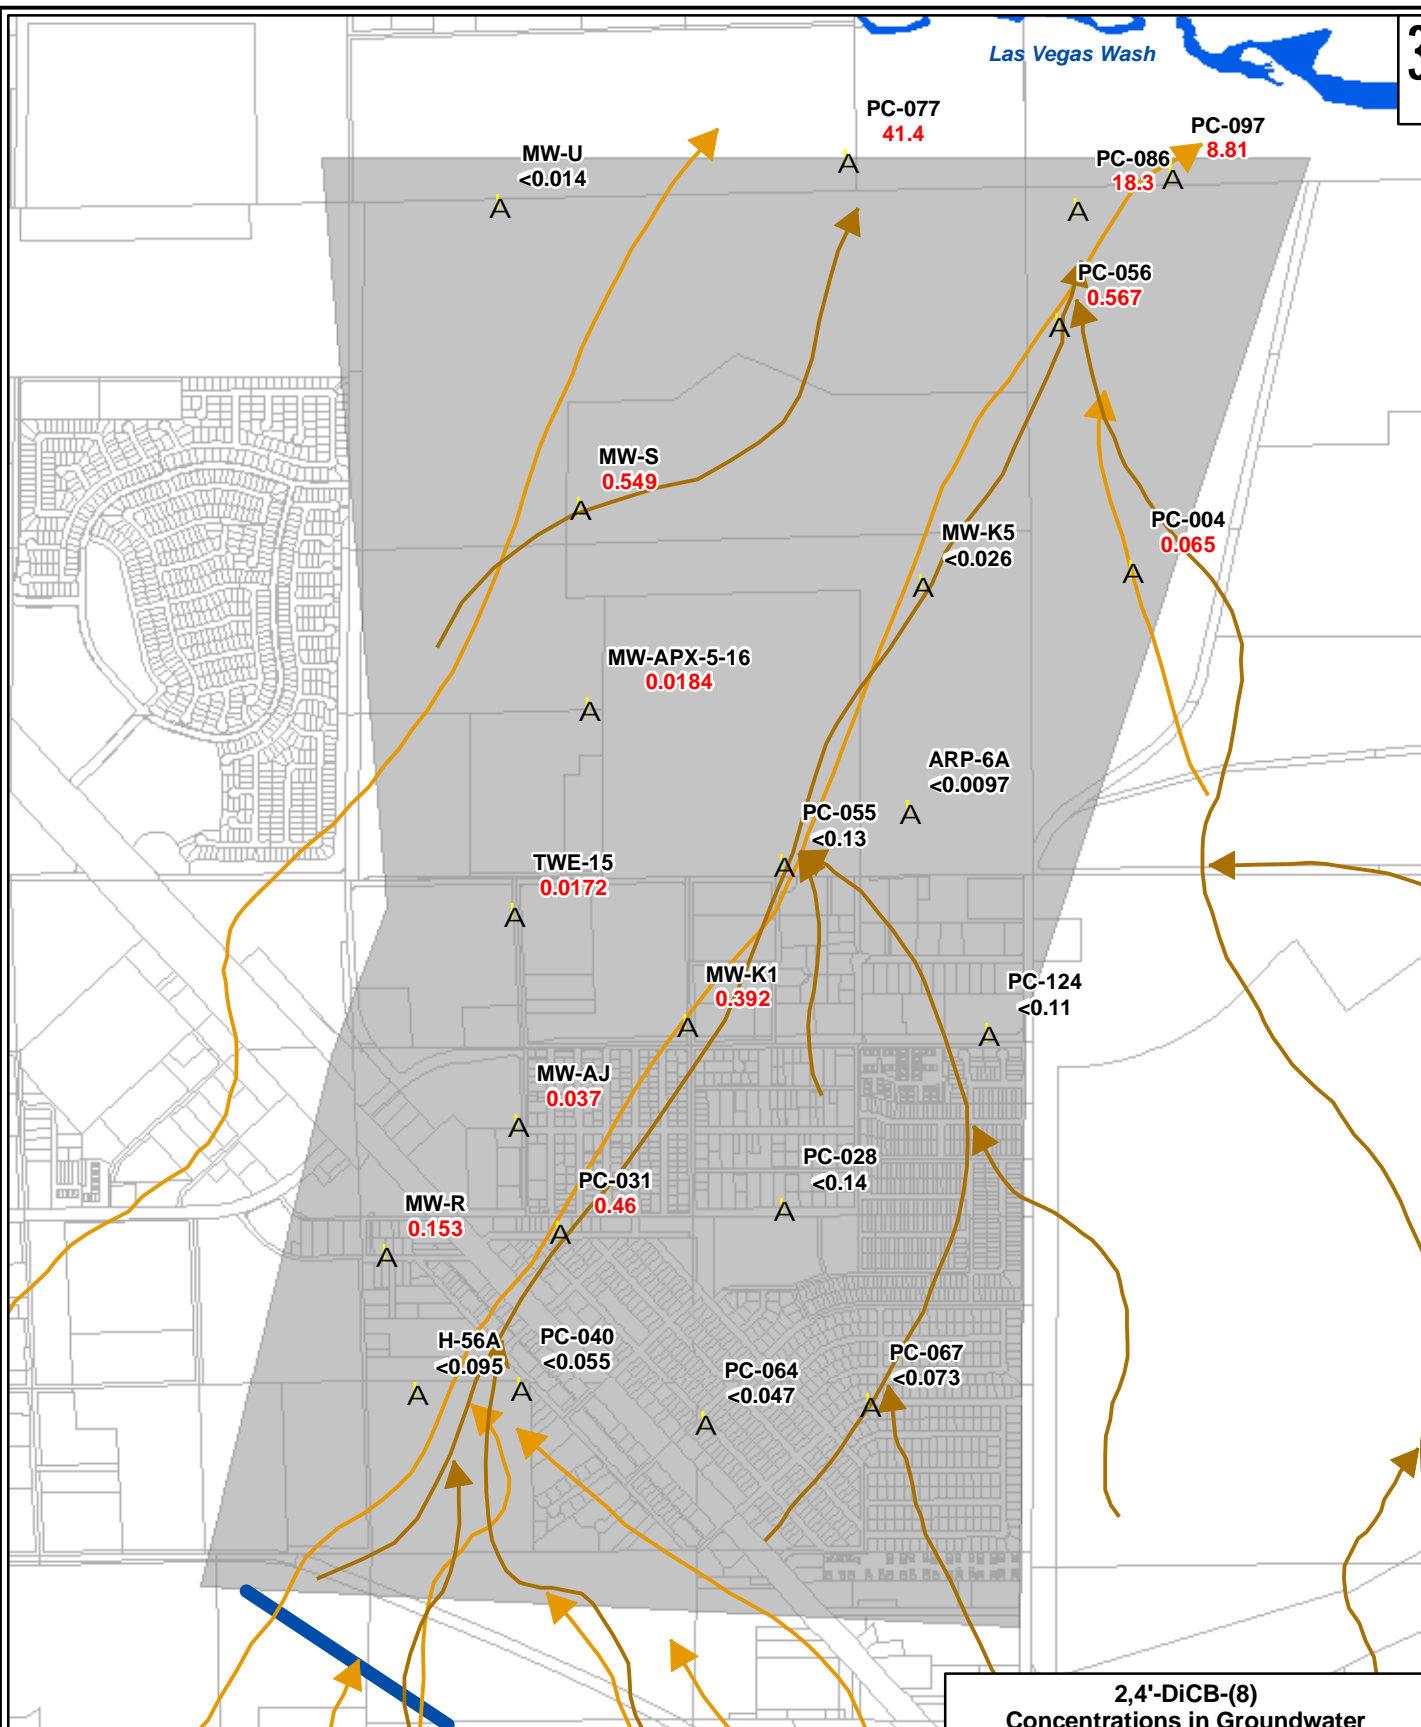 Las Vegas Wash
3
PC-077
41.4
PC-097
8.81
MW-U
<0.014
PC-086
18.3
PC-056
0.567
MW-S
0.549
PC-004
0.065
MW-K5
<0.026
MW-APX-5-16
0.0184
ARP-6A
<0.0097
PC-055
<0.13
TWE-15
0.0172
MW-K1
0.392
PC-124
<0.11
MW-AJ
0.037
PC-028
<0.14
PC-031
0.46
MW-R
0.153
H-56A
<0.095
PC-040
<0.055
PC-064
<0.047
PC-067
<0.073
2,4'-DiCB-(8)
Concentrations in Groundwater